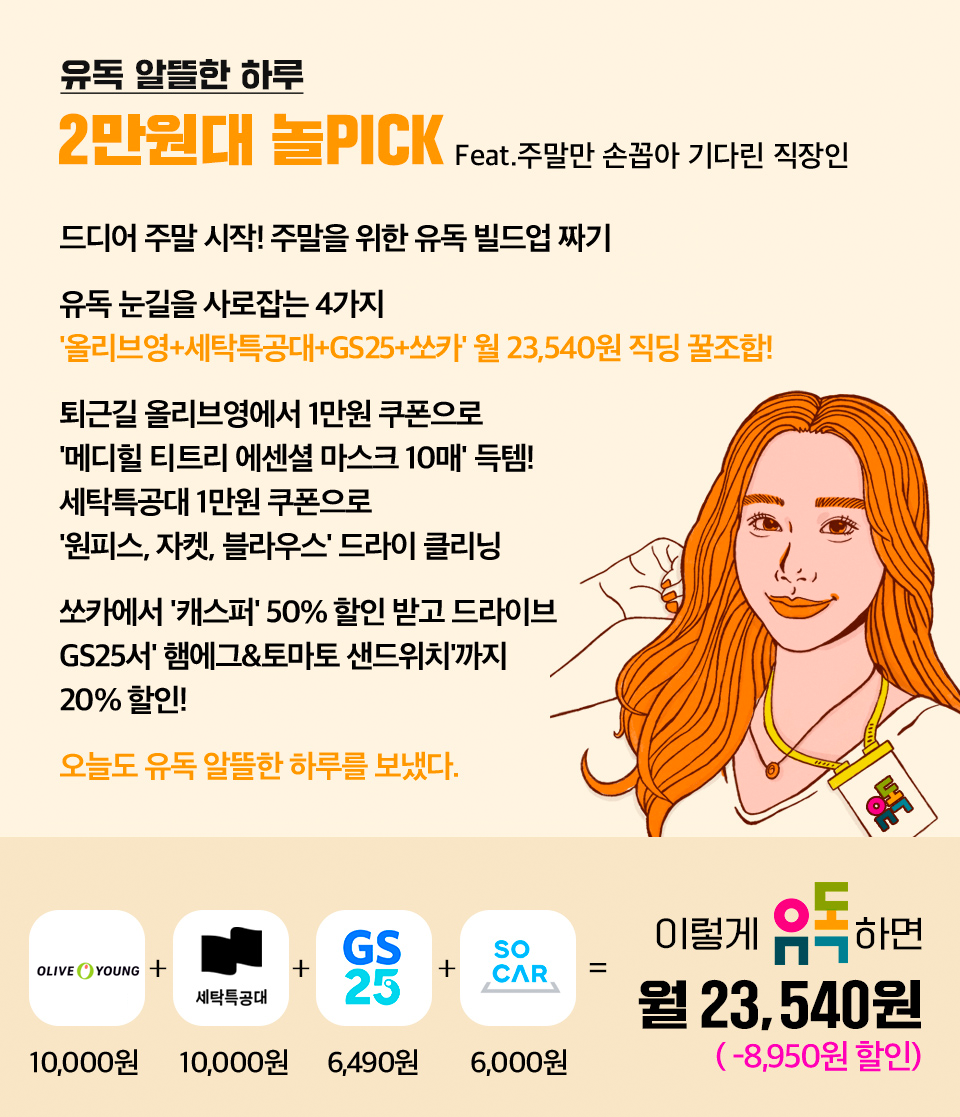 유독 알뜰한 하루
2만원대 놀PICK Feat.주말만 손꼽아 기다린 직장인
드디어 주말 시작! 주말을 위한 유독 빌드업 짜기
유독 눈길을 사로잡는 4가지
'올리브영+세탁특공대+GS25+쏘카' 월 23,540원 직딩 꿀조합!
퇴근길 올리브영에서 1만원 쿠폰으로
'메디힐 티트리 에센셜 마스크 10매' 득템!
세탁특공대 1만원 쿠폰으로
'원피스, 자켓, 블라우스' 드라이 클리닝
쏘카에서 '캐스퍼' 50% 할인 받고 드라이브
GS25서' 햄에그&토마토 샌드위치'까지
20% 할인!
오늘도 유독 알뜰한 하루를 보냈다.
유독
OLIVE YOUNG + 세탁특공대 + GS25 + SOCAR =
10,000원 10,000원 6,490원 6,000원
이렇게 유독하면
월 23,540원
( -8,950원 할인)